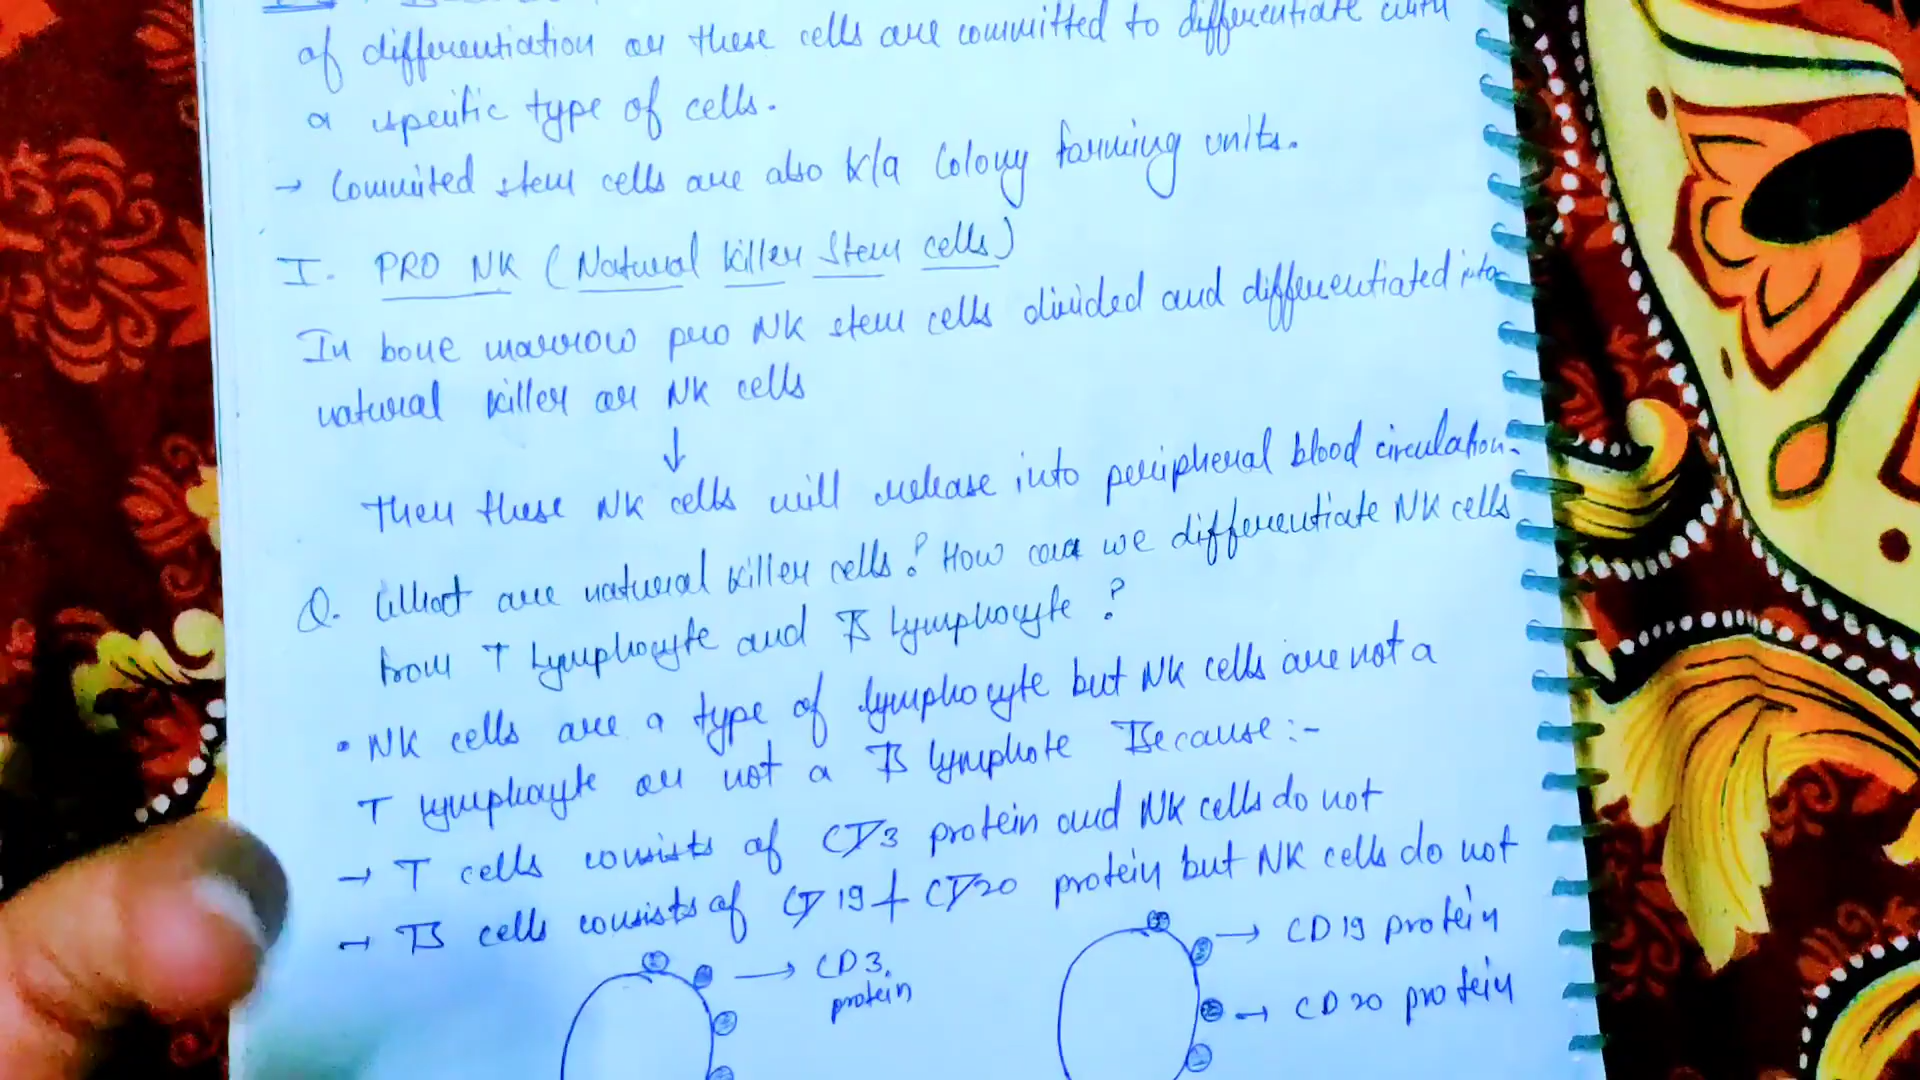 of differentiation or these cells are committed to differentiate with
a specific type of cells.
→ Commited stem cells are also k/a Colony forming units.
I. PRO NK (Natural killer Stem cells)
In bone marrow pro NK stem cells divided and differentiated into
natural killer or NK cells
↓
Then these NK cells will release into peripheral blood circulation.
Q. What are natural killer cells? How can we differentiate NK cells
from T lymphocyte and B lymphocyte?
• NK cells are a type of lymphocyte but NK cells are not a
T lymphocyte or not a B lymphote Because:-
→ T cells consists of CD3 protein and NK cells do not
→ B cells consists of CD19 + CD20 protein but NK cells do not
→ CD3. protein
→ CD19 protein
→ CD20 protein